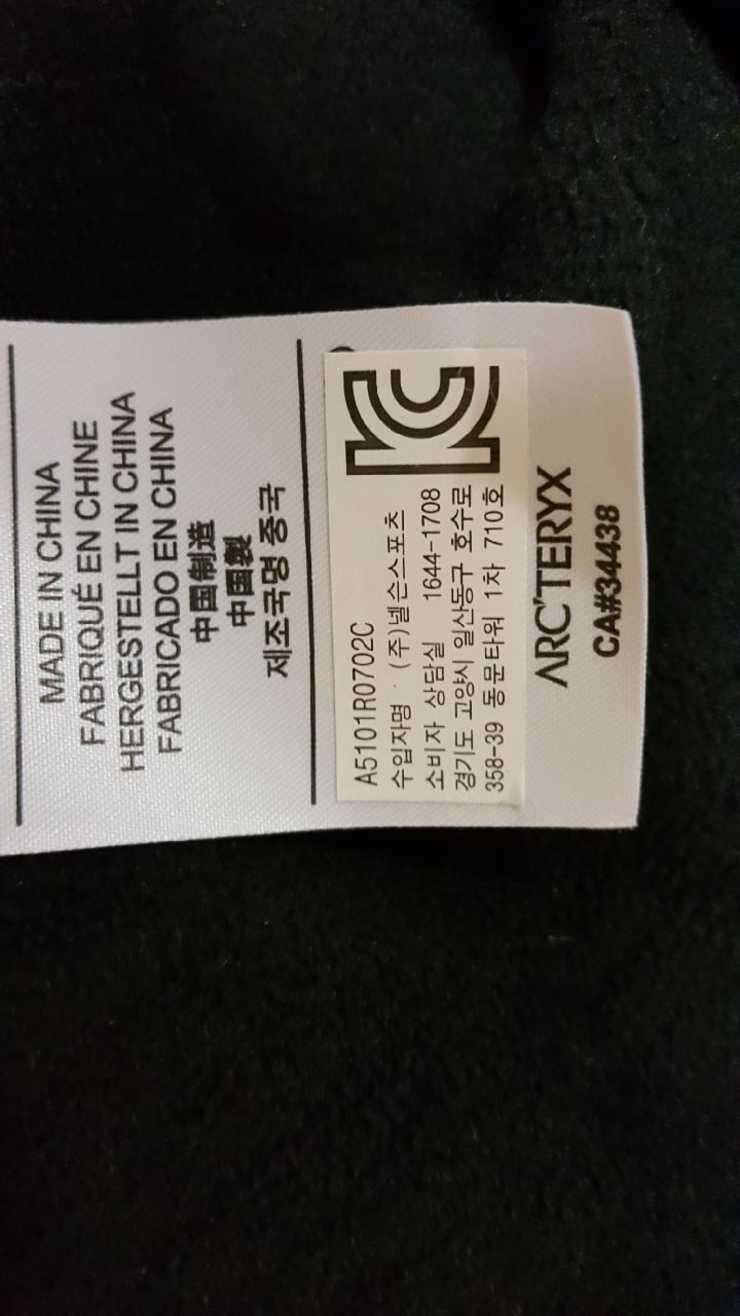 MADE IN CHINA
FABRIQUÉ EN CHINE
HERGESTELLT IN CHINA
FABRICADO EN CHINA
中国制造
中国製
제조국명 중국
A5101R0702C
수입자명 · (주)넬슨스포츠
소비자 상담실 1644-1708
경기도 고양시 일산동구 호수로
358-39 동문타워 1차 710호
ARC'TERYX
CA#34438